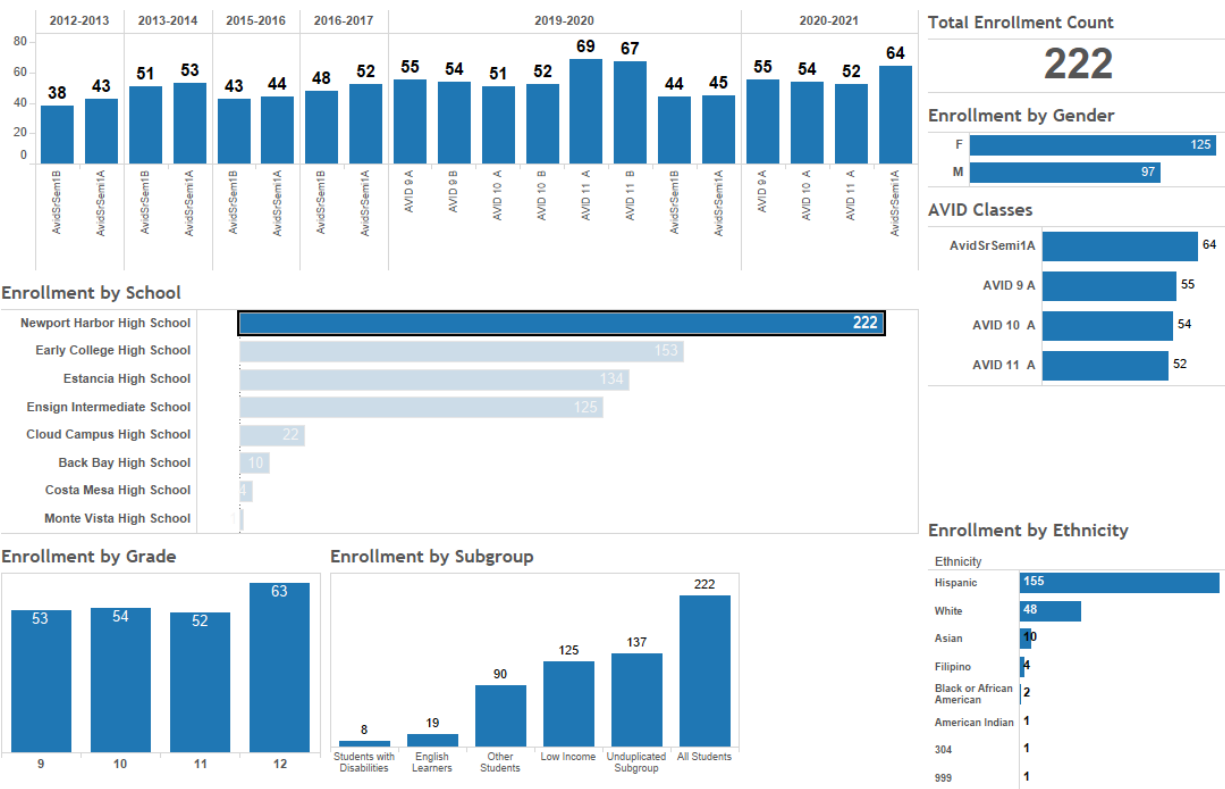 2012-2013 2013-2014 2015-2016 2016-2017 2019-2020 2020-2021
80
60
40
20
0
38 43 51 53 43 44 48 52 55 54 51 52 69 67 44 45 55 54 52 64
AvidSrSem1B AvidSrSemi1A AvidSrSem1B AvidSrSemi1A AvidSrSem1B AvidSrSemi1A AvidSrSem1B AvidSrSemi1A AVID 9 A AVID 9 B AVID 10 A AVID 10 B AVID 11 A AVID 11 B AvidSrSem1B AvidSrSemi1A AVID 9 A AVID 10 A AVID 11 A AvidSrSemi1A
Total Enrollment Count
222
Enrollment by Gender
F 125
M 97
AVID Classes
AvidSrSemi1A 64
AVID 9 A 55
AVID 10 A 54
AVID 11 A 52
Enrollment by School
Newport Harbor High School 222
Early College High School 153
Estancia High School 134
Ensign Intermediate School 125
Cloud Campus High School 22
Back Bay High School 10
Costa Mesa High School 4
Monte Vista High School
Enrollment by Grade
53 54 52 63
9 10 11 12
Enrollment by Subgroup
8 19 90 125 137 222
Students with English Other Low Income Unduplicated All Students
Disabilities Learners Students Subgroup
Enrollment by Ethnicity
Ethnicity
Hispanic 155
White 48
Asian 10
Filipino 4
Black or African
American 2
American Indian 1
304 1
999 1